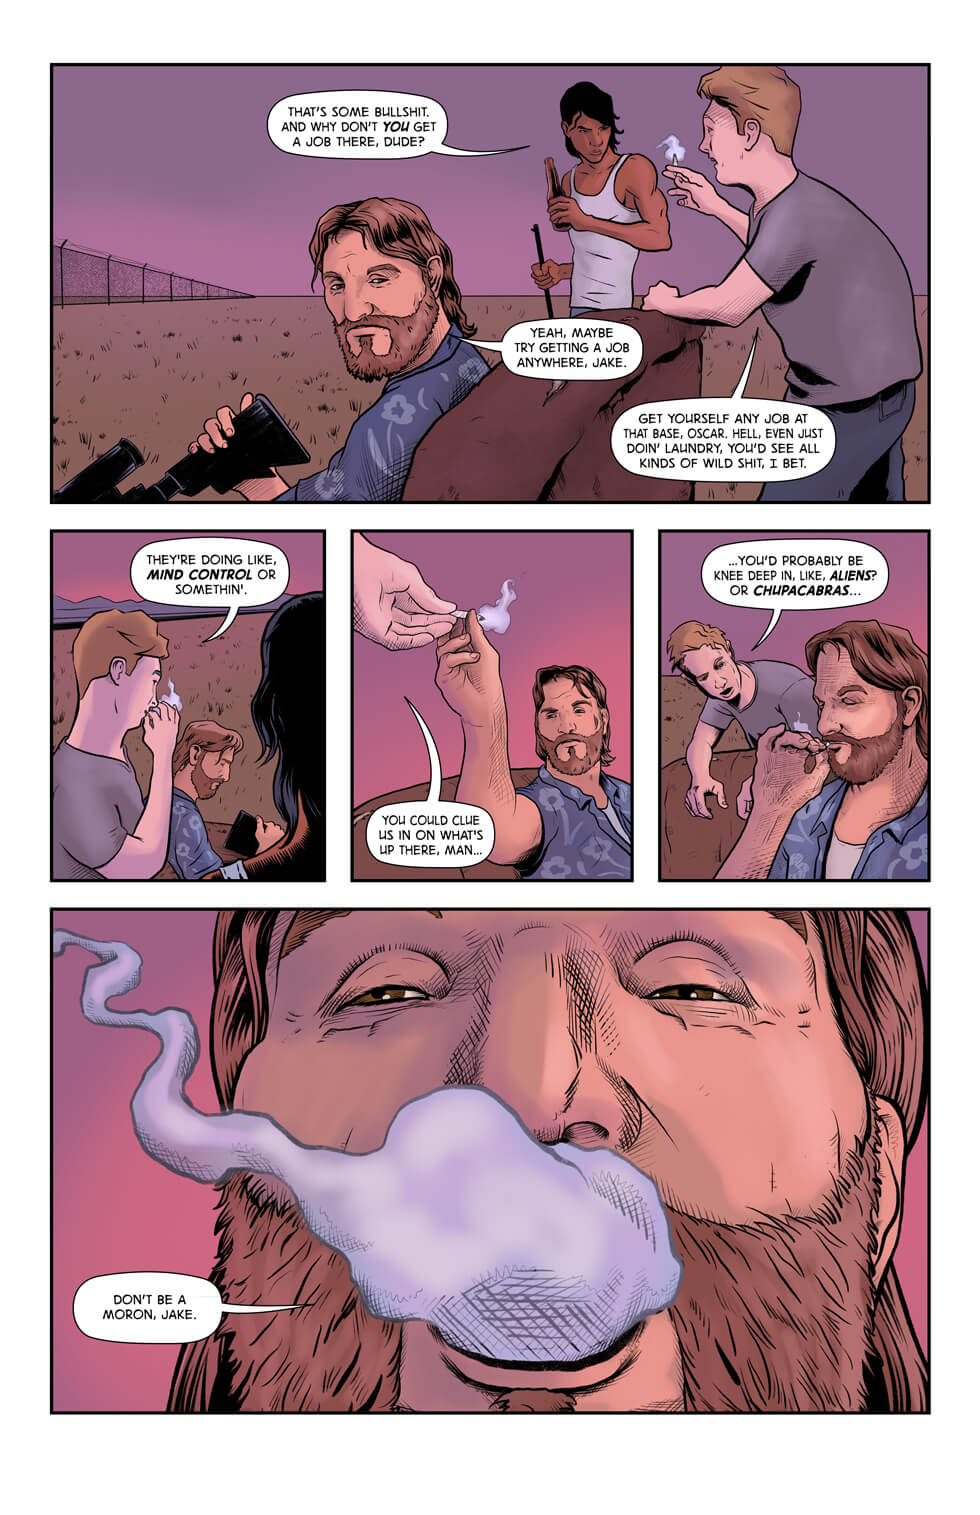 THAT'S SOME BULLSHIT.
AND WHY DON'T YOU GET
A JOB THERE, DUDE?
YEAH, MAYBE
TRY GETTING A JOB
ANYWHERE, JAKE.
GET YOURSELF ANY JOB AT
THAT BASE, OSCAR. HELL, EVEN JUST
DOIN' LAUNDRY, YOU'D SEE ALL
KINDS OF WILD SHIT, I BET.
THEY'RE DOING LIKE,
MIND CONTROL OR
SOMETHIN'.
YOU COULD CLUE
US IN ON WHAT'S
UP THERE, MAN...
...YOU'D PROBABLY BE
KNEE DEEP IN, LIKE, ALIENS?
OR CHUPACABRAS...
DON'T BE A
MORON, JAKE.